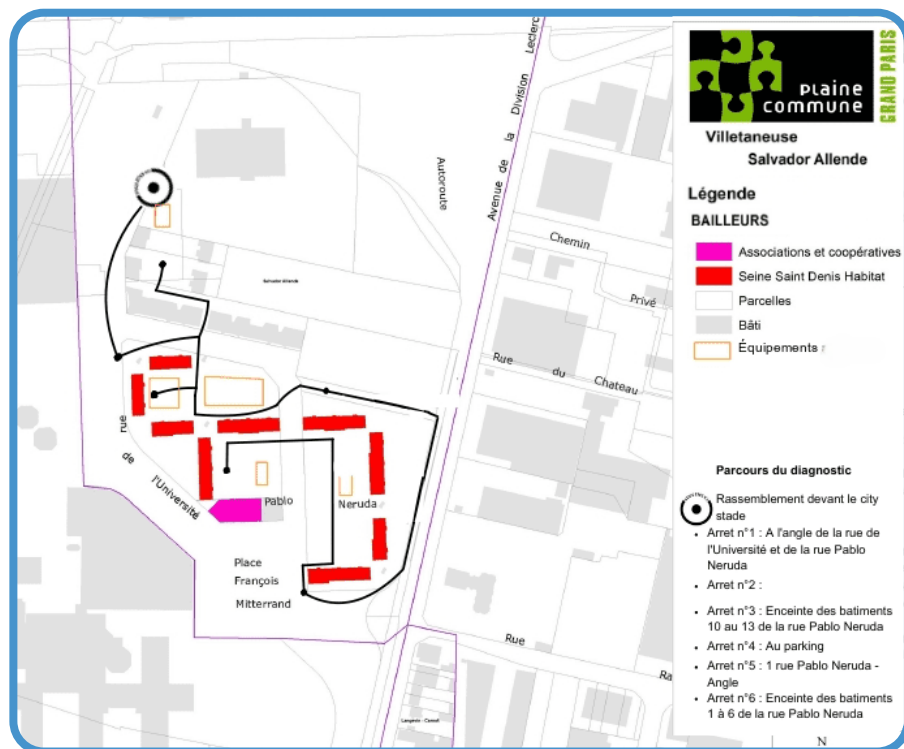 Avenue de la Division Leclerc
Autoroute
Chemin
Privé
Salvador Allende
Rue du Chateau
rue de l'Université
Pablo
Neruda
Place
François
Mitterrand
Rue
Ra
Langevin - Connell
PLAINE
COMMUNE
GRAND PARIS
Villetaneuse
Salvador Allende
Légende
BAILLEURS
Associations et coopératives
Seine Saint Denis Habitat
Parcelles
Bâti
Équipements
Parcours du diagnostic
Rassemblement devant le city
stade
• Arret n°1 : A l'angle de la rue de
l'Université et de la rue Pablo
Neruda
• Arret n°2 :
• Arret n°3 : Enceinte des batiments
10 au 13 de la rue Pablo Neruda
• Arret n°4 : Au parking
• Arret n°5 : 1 rue Pablo Neruda -
Angle
• Arret n°6 : Enceinte des batiments
1 à 6 de la rue Pablo Neruda
N